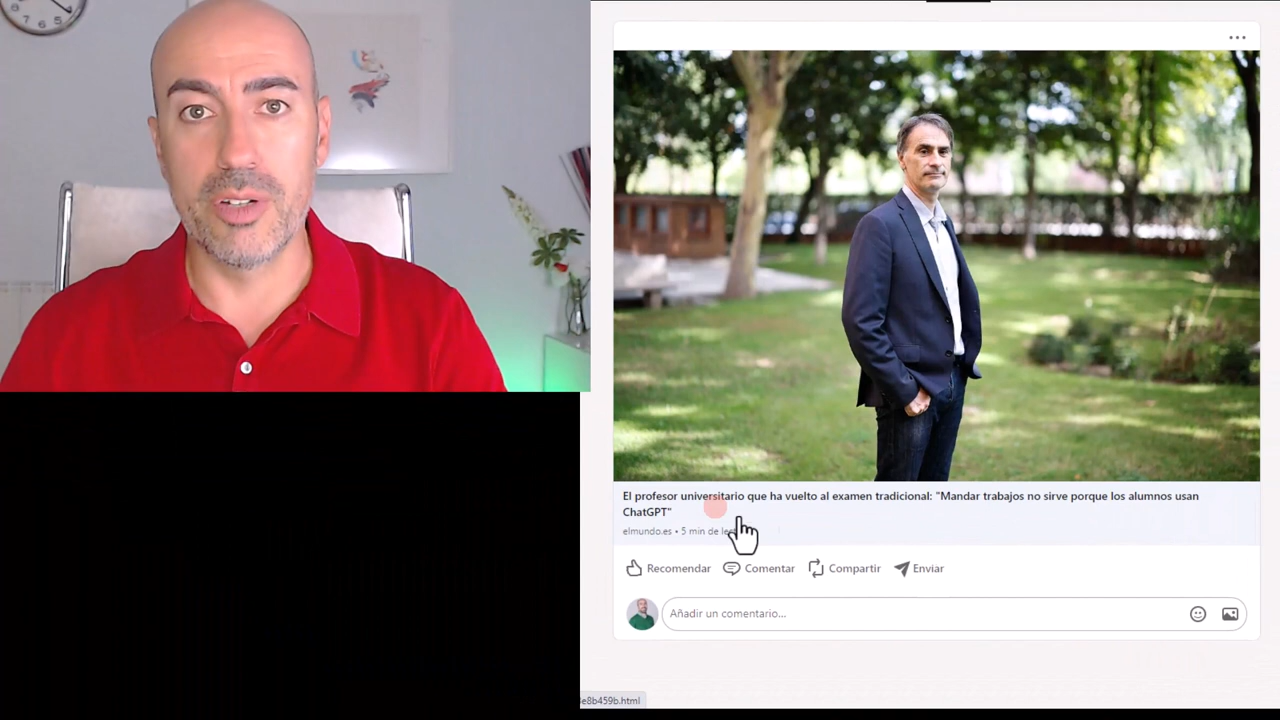 El profesor universitario que ha vuelto al examen tradicional: "Mandar trabajos no sirve porque los alumnos usan
ChatGPT"
elmundo.es • 5 min de
Recomendar Comentar Compartir Enviar
Añadir un comentario...
e8b459b.html